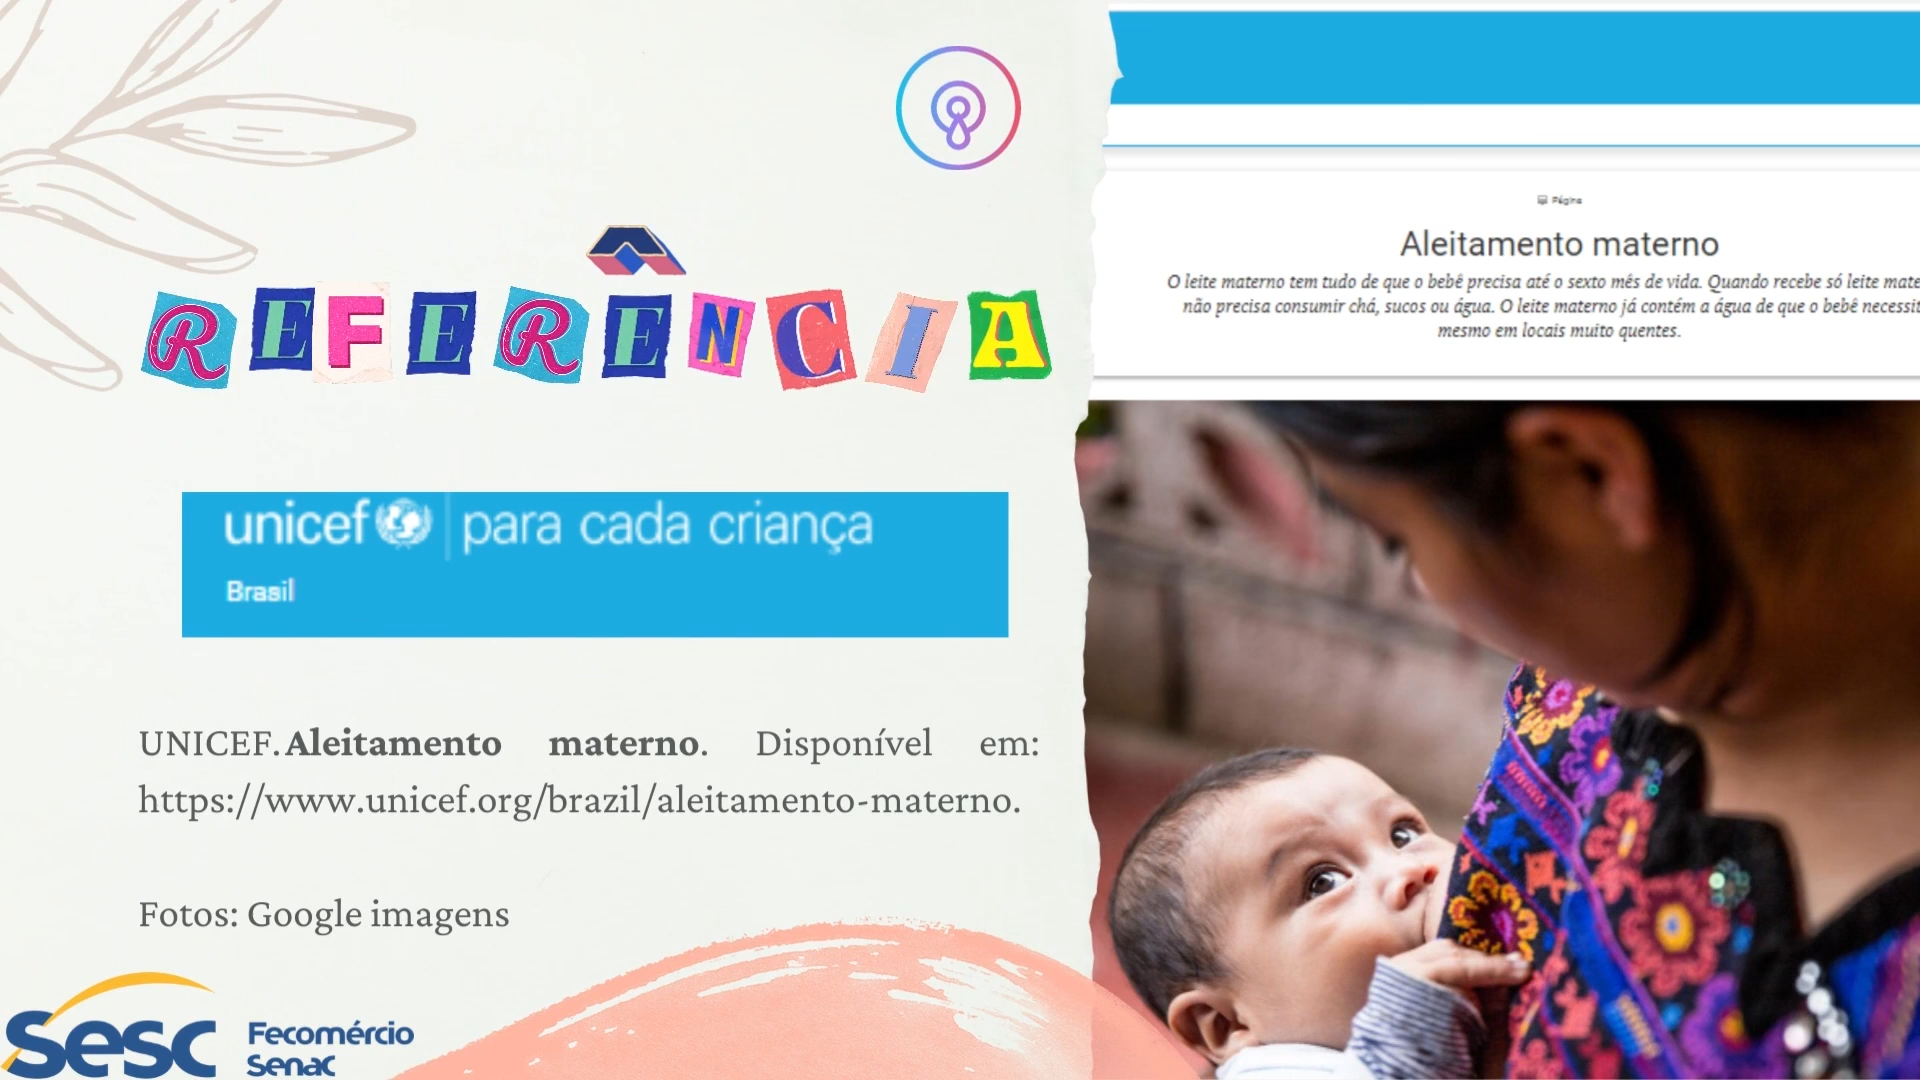 REFERÊNCIA
unicef para cada criança
Brasil
UNICEF. Aleitamento materno. Disponível em:
https://www.unicef.org/brazil/aleitamento-materno.
Fotos: Google imagens
Sesc
Fecomércio
Senac
Página
Aleitamento materno
O leite materno tem tudo de que o bebê precisa até o sexto mês de vida. Quando recebe só leite mate
não precisa consumir chá, sucos ou água. O leite materno já contém a água de que o bebê necessit
mesmo em locais muito quentes.